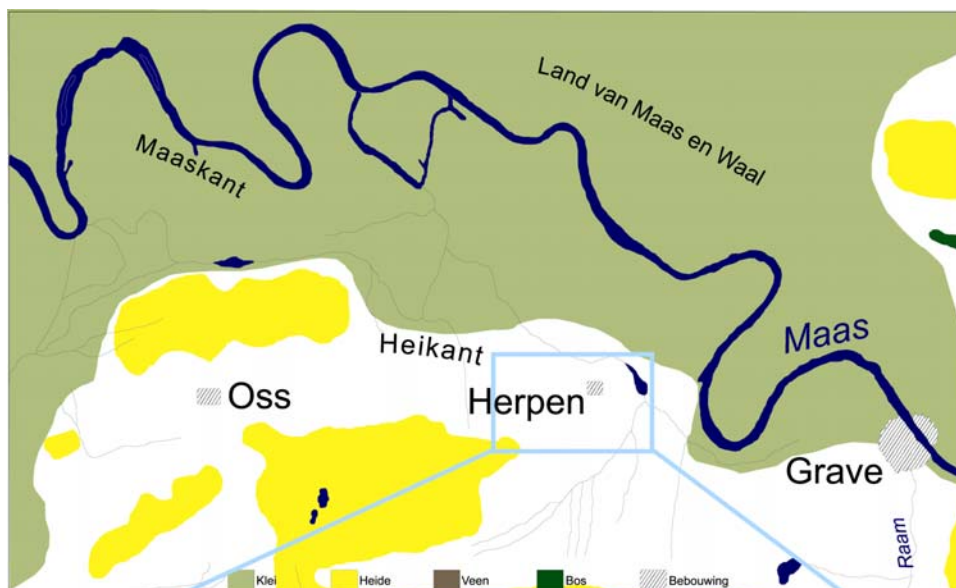 Land van Maas en Waal
Maaskant
Heikant
Maas
Oss
Herpen
Grave
Raam
Klei
Heide
Veen
Bos
Bebouwing